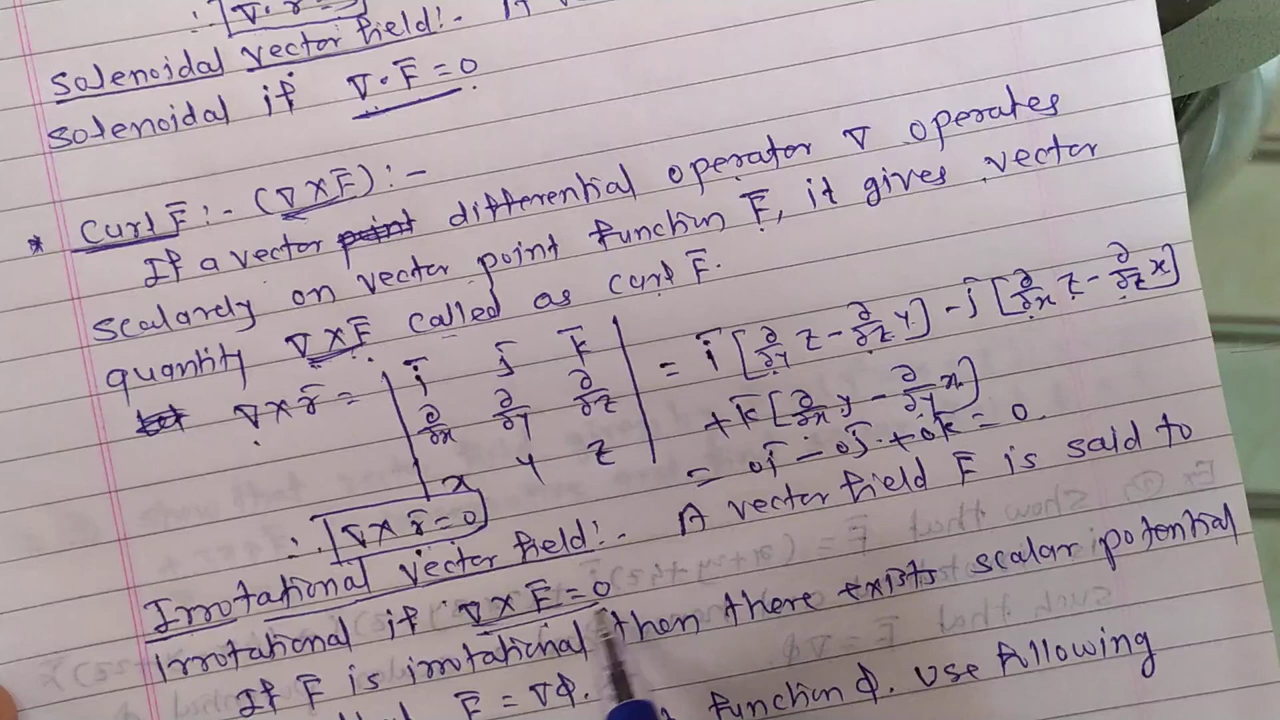 ∴ ∇·r̄ =
Solenoidal vector field:- It
Solenoidal if ∇·F̄ = 0
* Curl F̄:- (∇×F̄):-
If a vector point differential operator ∇ operates
scalarly on vector point function F̄, it gives vector
quantity ∇×F̄ called as curl F̄.
∇×r̄ = | ī j̄ k̄ | = ī [∂/∂y z - ∂/∂z y] - j̄ [∂/∂x z - ∂/∂z x]
∂/∂x ∂/∂y ∂/∂z + k̄ [∂/∂x y - ∂/∂y x]
x y z = 0ī - 0j̄ + 0k̄ = 0.
∴ ∇×r̄ = 0
Irrotational vector field:- A vector field F̄ is said to
irrotational if ∇×F̄ = 0
If F̄ is irrotational then there exists scalar potential
F̄ = ∇ϕ. function ϕ. Use following